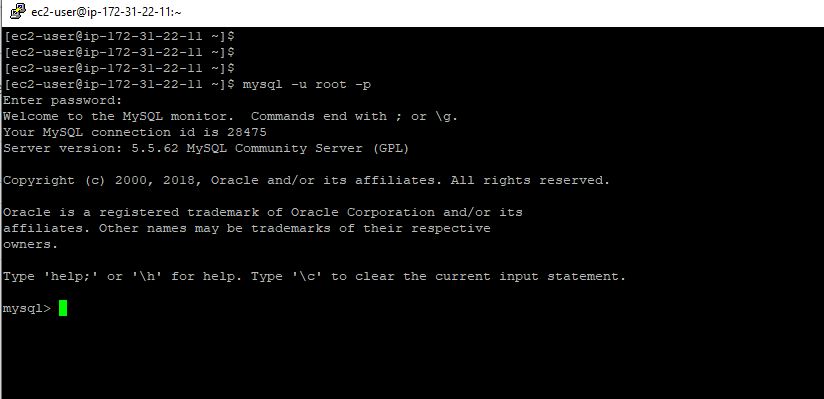 ec2-user@ip-172-31-22-11:~
[ec2-user@ip-172-31-22-11 ~]$
[ec2-user@ip-172-31-22-11 ~]$
[ec2-user@ip-172-31-22-11 ~]$
[ec2-user@ip-172-31-22-11 ~]$ mysql -u root -p
Enter password:
Welcome to the MySQL monitor.  Commands end with ; or \g.
Your MySQL connection id is 28475
Server version: 5.5.62 MySQL Community Server (GPL)
Copyright (c) 2000, 2018, Oracle and/or its affiliates. All rights reserved.
Oracle is a registered trademark of Oracle Corporation and/or its
affiliates. Other names may be trademarks of their respective
owners.
Type 'help;' or '\h' for help. Type '\c' to clear the current input statement.
mysql>